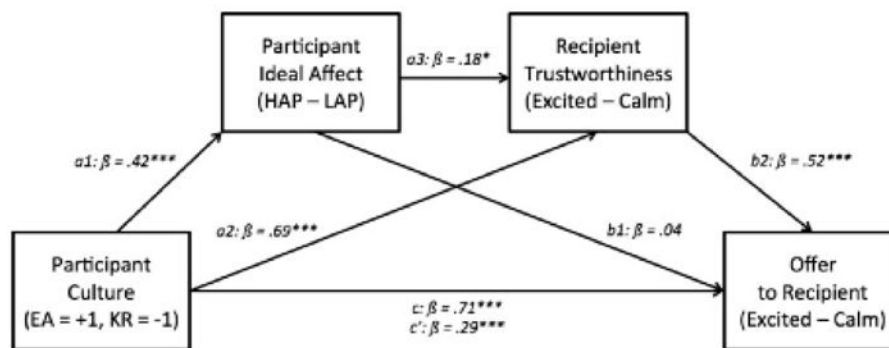 Participant
Ideal Affect
(HAP – LAP)
a3: β = .18*
Recipient
Trustworthiness
(Excited – Calm)
a1: β = .42***
b2: β = .52***
a2: β = .69***
b1: β = .04
Participant
Culture
(EA = +1, KR = -1)
c: β = .71***
c': β = .29***
Offer
to Recipient
(Excited – Calm)